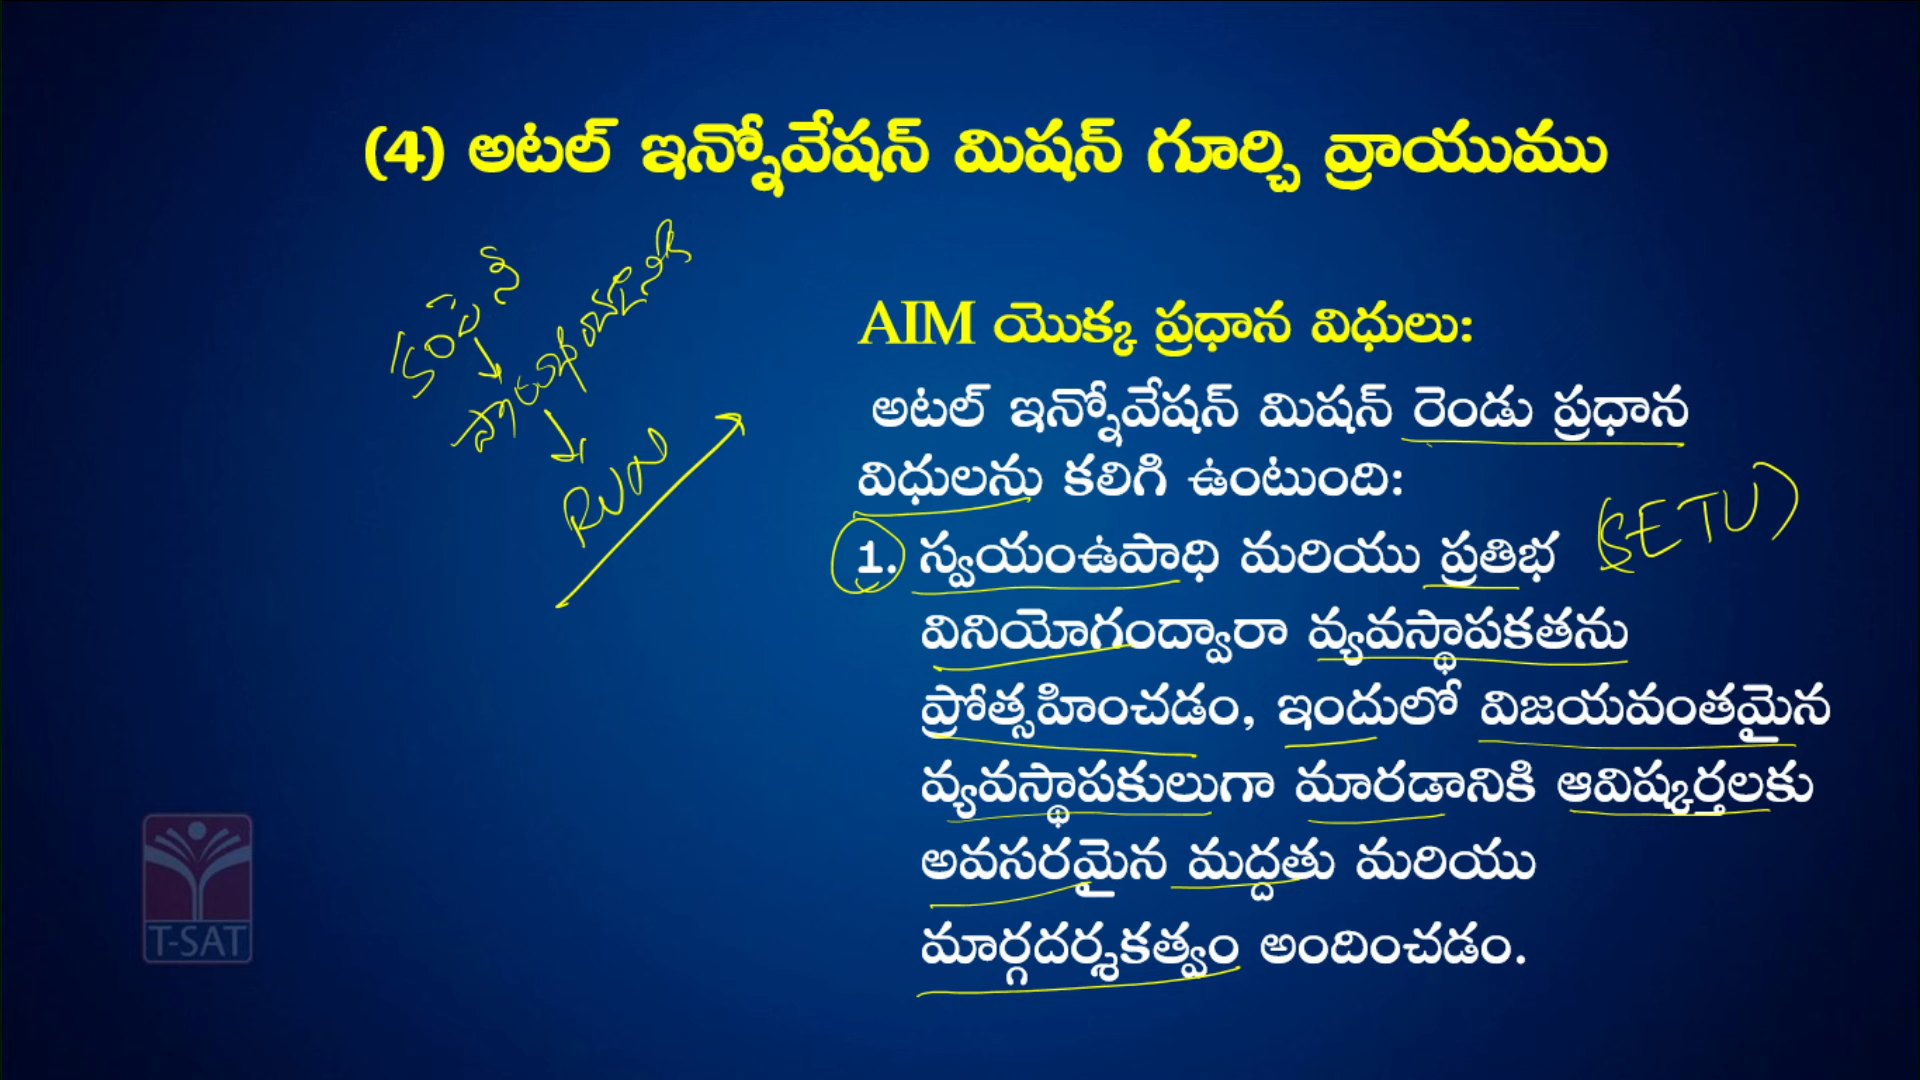 (4) అటల్ ఇన్నోవేషన్ మిషన్ గూర్చి వ్రాయుము
కంపెనీ
RUN
AIM యొక్క ప్రధాన విధులు:
అటల్ ఇన్నోవేషన్ మిషన్ రెండు ప్రధాన
విధులను కలిగి ఉంటుంది:
1. స్వయంఉపాధి మరియు ప్రతిభ
(SETU)
వినియోగంద్వారా వ్యవస్థాపకతను
ప్రోత్సహించడం, ఇందులో విజయవంతమైన
వ్యవస్థాపకులుగా మారడానికి ఆవిష్కర్తలకు
అవసరమైన మద్దతు మరియు
మార్గదర్శకత్వం అందించడం.
T-SAT